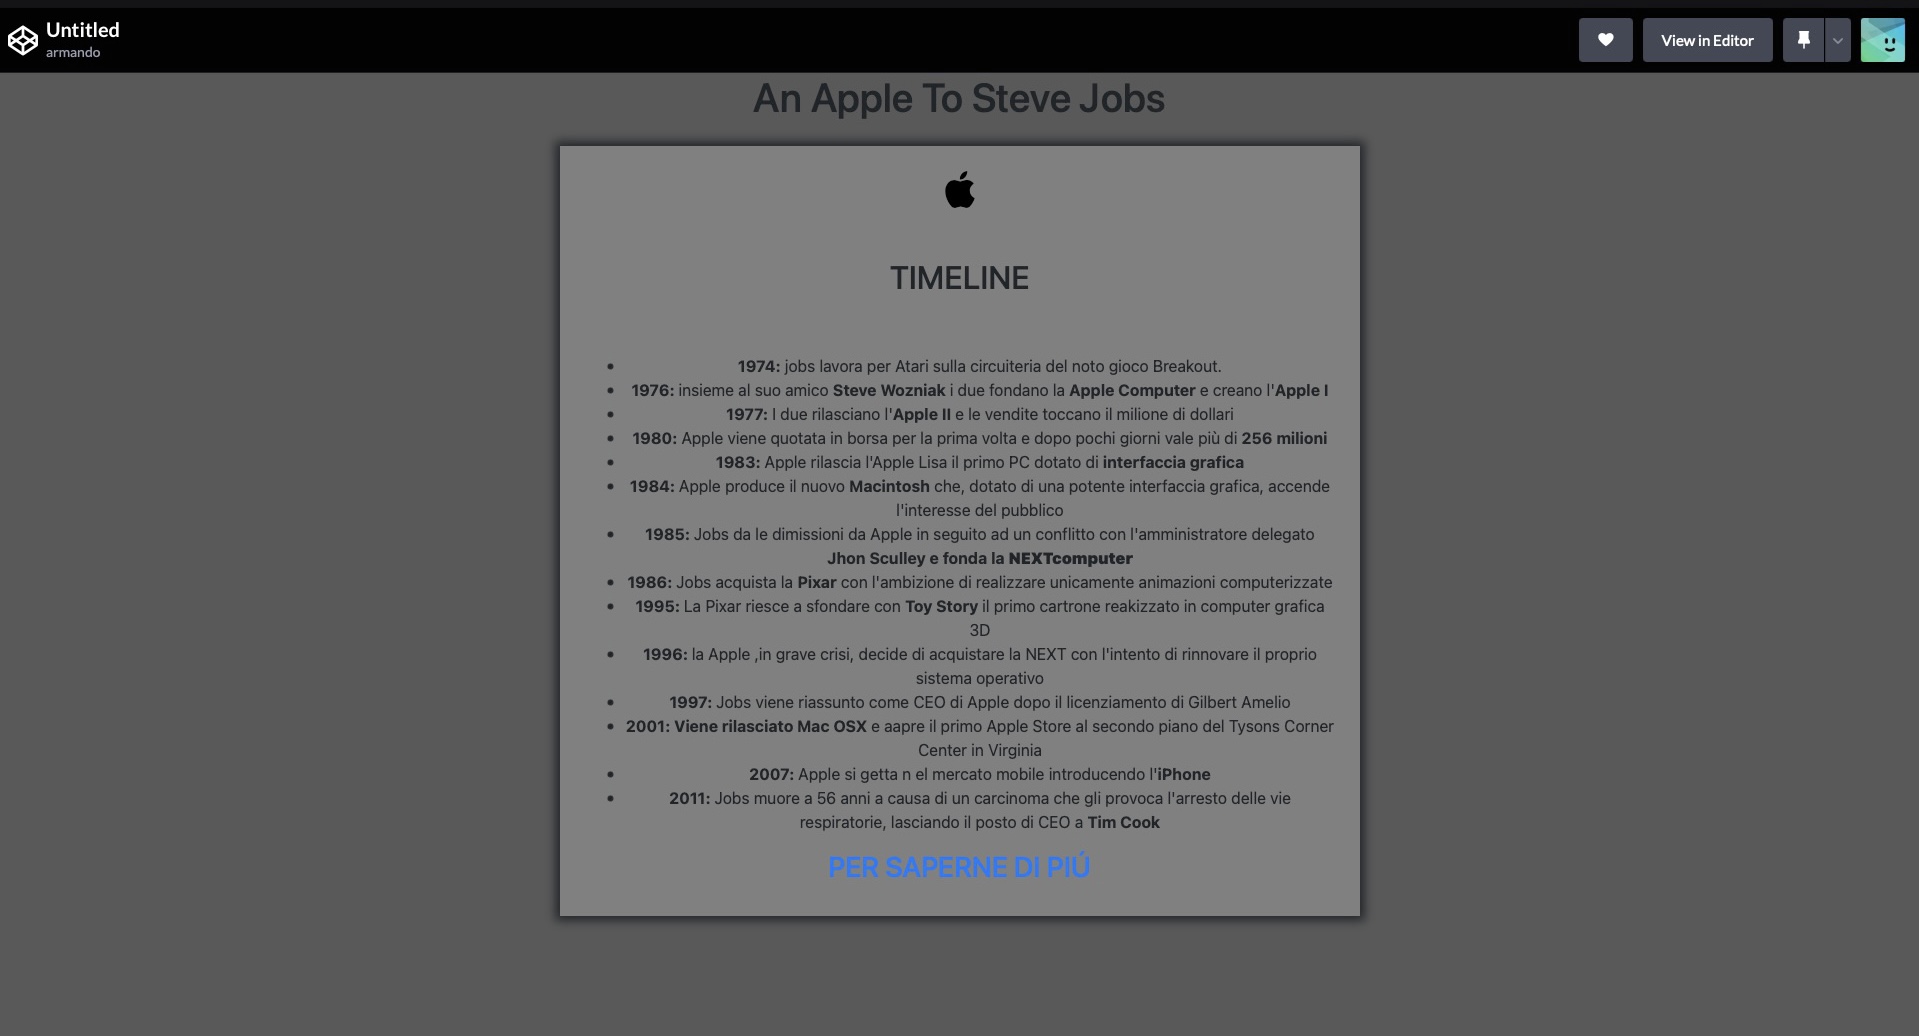 Untitled
armando
View in Editor
An Apple To Steve Jobs
TIMELINE
1974: jobs lavora per Atari sulla circuiteria del noto gioco Breakout.
1976: insieme al suo amico Steve Wozniak i due fondano la Apple Computer e creano l'Apple I
1977: I due rilasciano l'Apple II e le vendite toccano il milione di dollari
1980: Apple viene quotata in borsa per la prima volta e dopo pochi giorni vale più di 256 milioni
1983: Apple rilascia l'Apple Lisa il primo PC dotato di interfaccia grafica
1984: Apple produce il nuovo Macintosh che, dotato di una potente interfaccia grafica, accende
l'interesse del pubblico
1985: Jobs da le dimissioni da Apple in seguito ad un conflitto con l'amministratore delegato
Jhon Sculley e fonda la NEXTcomputer
1986: Jobs acquista la Pixar con l'ambizione di realizzare unicamente animazioni computerizzate
1995: La Pixar riesce a sfondare con Toy Story il primo cartrone reakizzato in computer grafica
3D
1996: la Apple ,in grave crisi, decide di acquistare la NEXT con l'intento di rinnovare il proprio
sistema operativo
1997: Jobs viene riassunto come CEO di Apple dopo il licenziamento di Gilbert Amelio
2001: Viene rilasciato Mac OSX e aapre il primo Apple Store al secondo piano del Tysons Corner
Center in Virginia
2007: Apple si getta n el mercato mobile introducendo l'iPhone
2011: Jobs muore a 56 anni a causa di un carcinoma che gli provoca l'arresto delle vie
respiratorie, lasciando il posto di CEO a Tim Cook
PER SAPERNE DI PIÚ